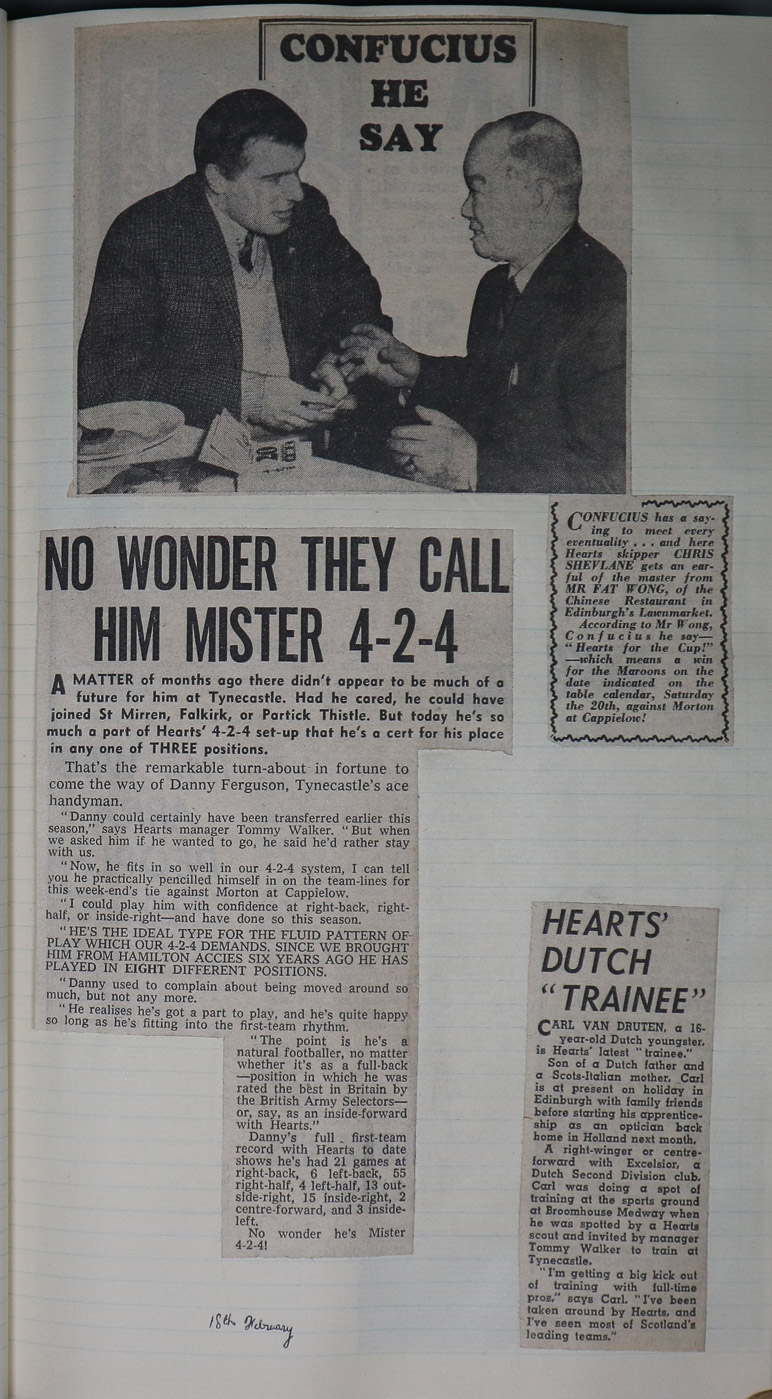 CONFUCIUS
HE
SAY
CONFUCIUS has a say-
ing to meet every
eventuality . . . and here
Hearts skipper CHRIS
SHEVLANE gets an ear-
ful of the master from
MR FAT WONG, of the
Chinese Restaurant in
Edinburgh's Lawnmarket.
According to Mr Wong,
Confucius he say—
"Hearts for the Cup!"
—which means a win
for the Maroons on the
date indicated on the
table calendar, Saturday
the 20th, against Morton
at Cappielow!
NO WONDER THEY CALL
HIM MISTER 4-2-4
A MATTER of months ago there didn't appear to be much of a
future for him at Tynecastle. Had he cared, he could have
joined St Mirren, Falkirk, or Partick Thistle. But today he's so
much a part of Hearts' 4-2-4 set-up that he's a cert for his place
in any one of THREE positions.
That's the remarkable turn-about in fortune to
come the way of Danny Ferguson, Tynecastle's ace
handyman.
"Danny could certainly have been transferred earlier this
season," says Hearts manager Tommy Walker. "But when
we asked him if he wanted to go, he said he'd rather stay
with us.
"Now, he fits in so well in our 4-2-4 system, I can tell
you he practically pencilled himself in on the team-lines for
this week-end's tie against Morton at Cappielow.
"I could play him with confidence at right-back, right-
half, or inside-right—and have done so this season.
"HE'S THE IDEAL TYPE FOR THE FLUID PATTERN OF
PLAY WHICH OUR 4-2-4 DEMANDS. SINCE WE BROUGHT
HIM FROM HAMILTON ACCIES SIX YEARS AGO HE HAS
PLAYED IN EIGHT DIFFERENT POSITIONS.
"Danny used to complain about being moved around so
much, but not any more.
"He realises he's got a part to play, and he's quite happy
so long as he's fitting into the first-team rhythm.
"The point is he's a
natural footballer, no matter
whether it's as a full-back
—position in which he was
rated the best in Britain by
the British Army Selectors—
or, say, as an inside-forward
with Hearts."
Danny's full first-team
record with Hearts to date
shows he's had 21 games at
right-back, 6 left-back, 55
right-half, 4 left-half, 13 out-
side-right, 15 inside-right, 2
centre-forward, and 3 inside-
left.
No wonder he's Mister
4-2-4!
HEARTS'
DUTCH
"TRAINEE"
CARL VAN DRUTEN, a 16-
year-old Dutch youngster,
is Hearts' latest "trainee."
Son of a Dutch father and
a Scots-Italian mother, Carl
is at present on holiday in
Edinburgh with family friends
before starting his apprentice-
ship as an optician back
home in Holland next month.
A right-winger or centre-
forward with Excelsior, a
Dutch Second Division club,
Carl was doing a spot of
training at the sports ground
at Broomhouse Medway when
he was spotted by a Hearts
scout and invited by manager
Tommy Walker to train at
Tynecastle.
"I'm getting a big kick out
of training with full-time
pros," says Carl. "I've been
taken around by Hearts, and
I've seen most of Scotland's
leading teams."
18th February